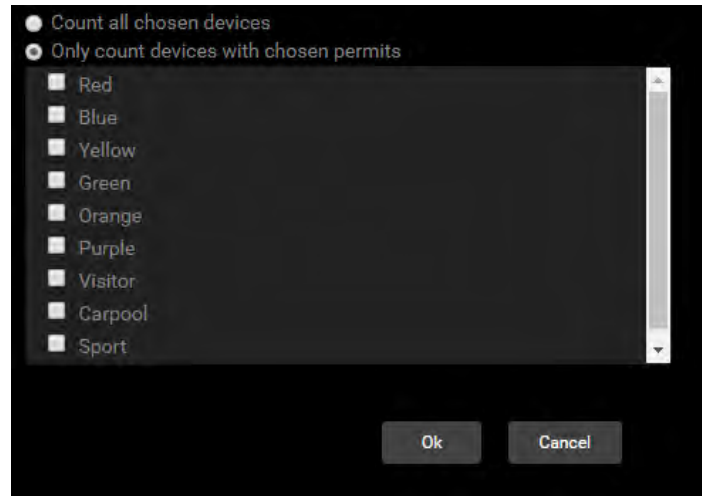 Count all chosen devices
Only count devices with chosen permits
Red
Blue
Yellow
Green
Orange
Purple
Visitor
Carpool
Sport
Ok Cancel